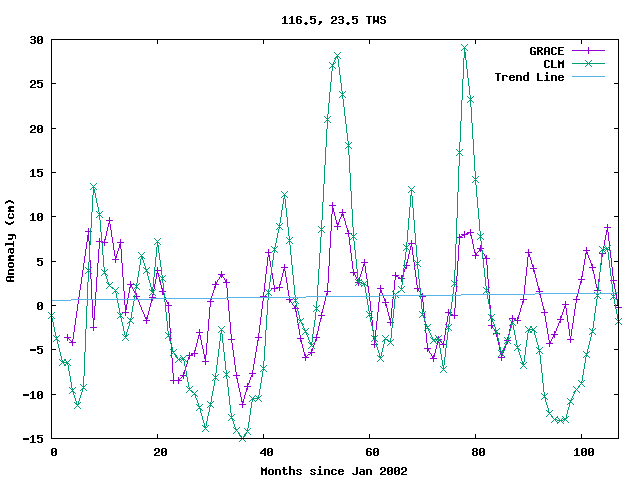 116.5, 23.5 TWS
GRACE
CLM
Trend Line
Anomaly (cm)
30
25
20
15
10
5
0
-5
-10
-15
0 20 40 60 80 100
Months since Jan 2002